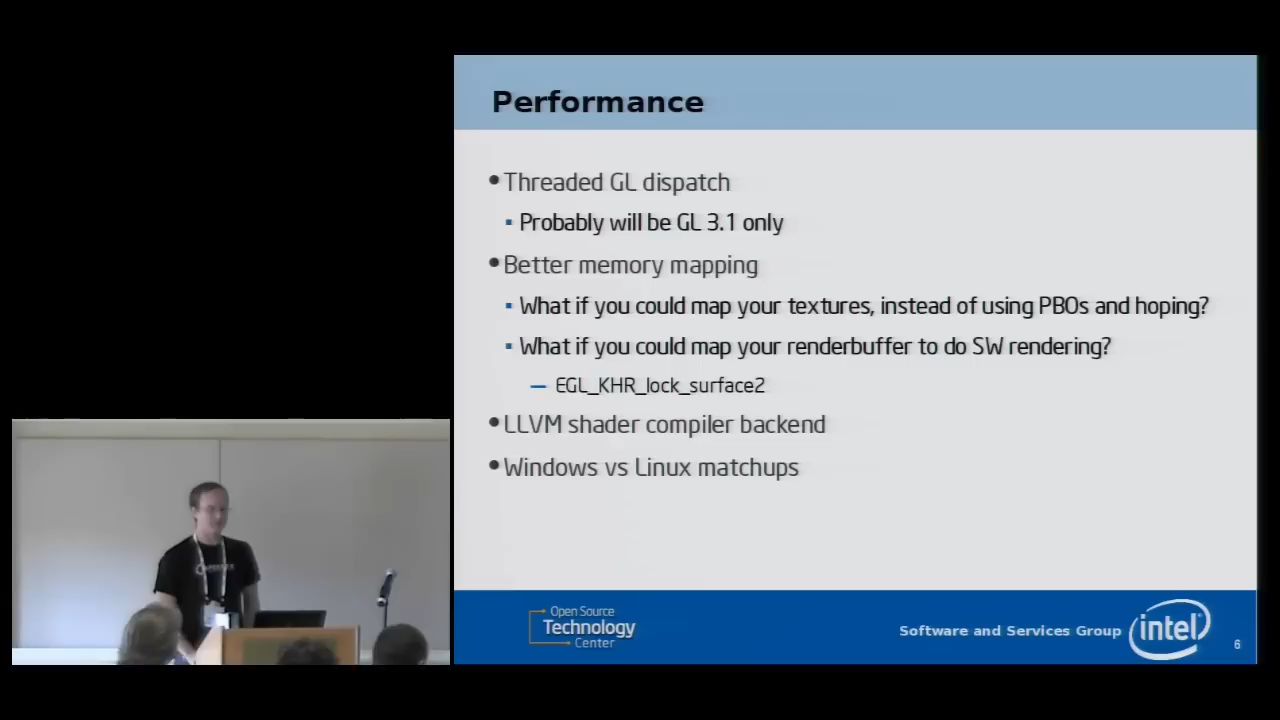 Performance
Threaded GL dispatch
Probably will be GL 3.1 only
Better memory mapping
What if you could map your textures, instead of using PBOs and hoping?
What if you could map your renderbuffer to do SW rendering?
EGL_KHR_lock_surface2
LLVM shader compiler backend
Windows vs Linux matchups
Open Source
Technology
Center
Software and Services Group
intel
6